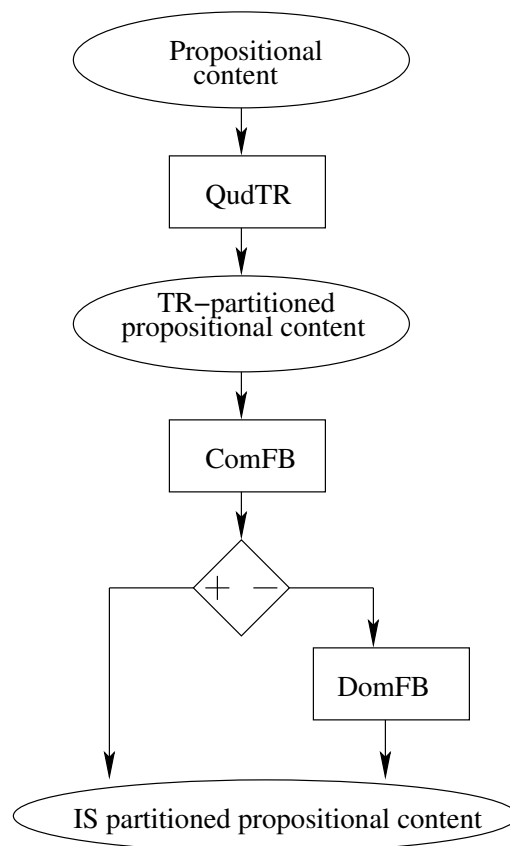 Propositional
content
QudTR
TR−partitioned
propositional content
ComFB
+ −
DomFB
IS partitioned propositional content